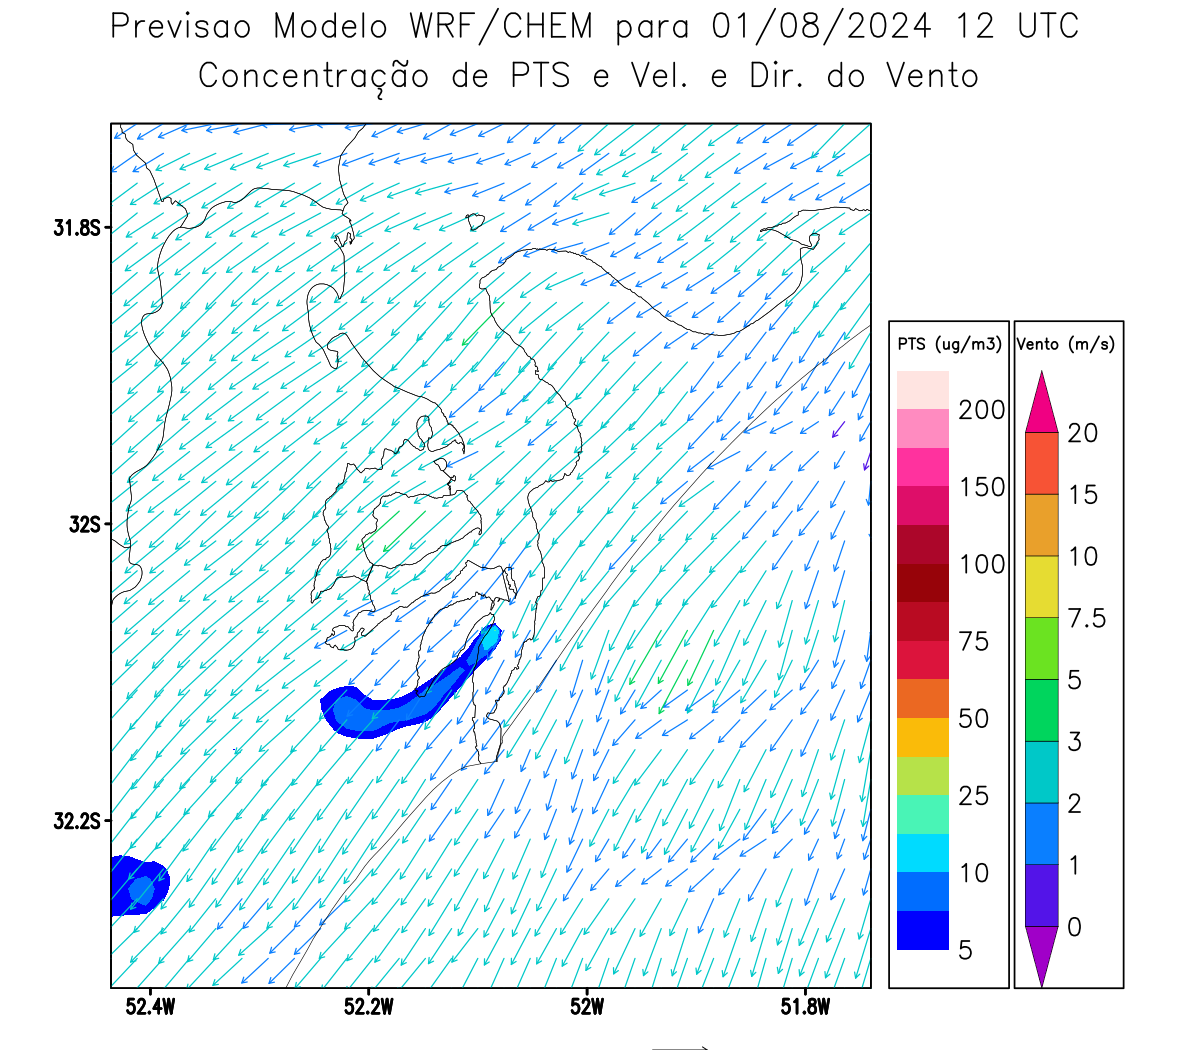 Previsao Modelo WRF/CHEM para 01/08/2024 12 UTC
Concentração de PTS e Vel. e Dir. do Vento
31.8S
32S
32.2S
52.4W
52.2W
52W
51.8W
PTS (ug/m3)
200
150
100
75
50
25
10
5
Vento (m/s)
20
15
10
7.5
5
3
2
1
0